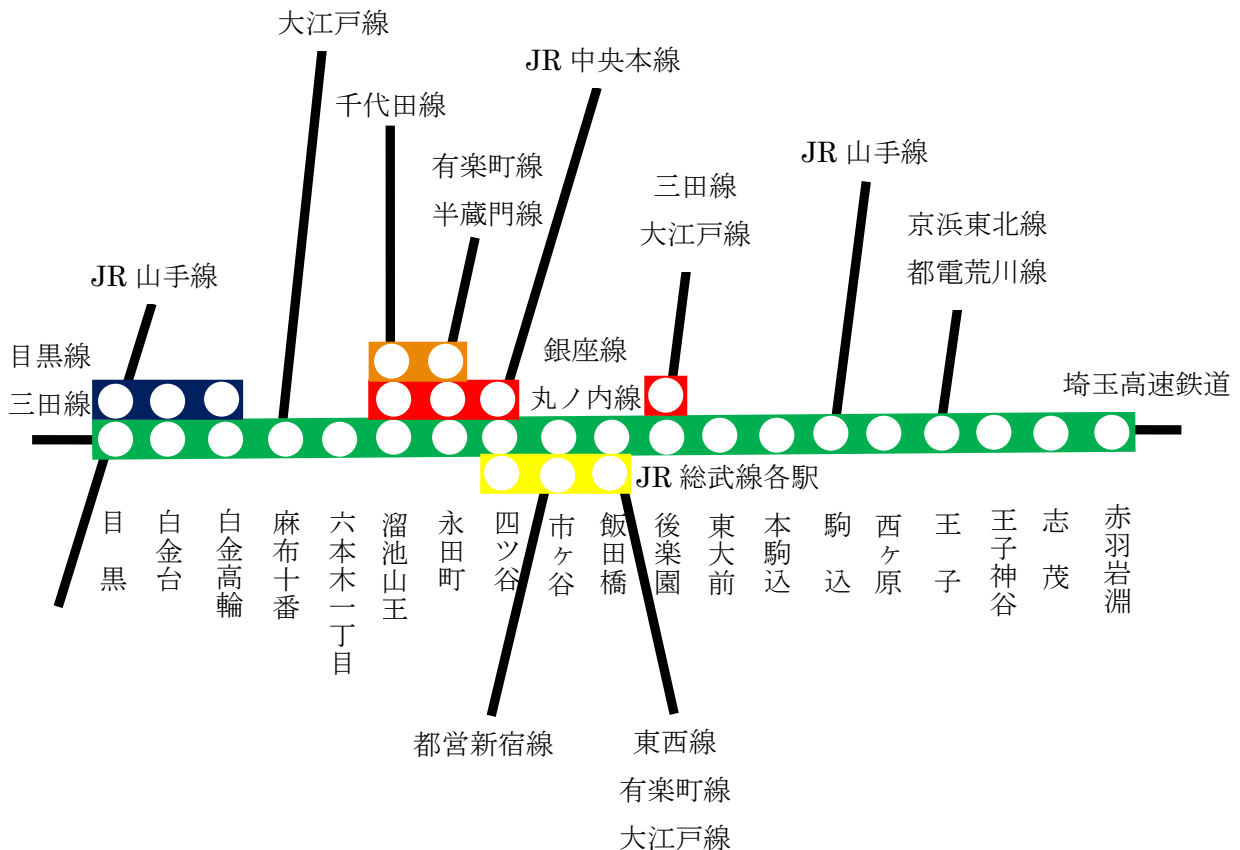 大江戸線
JR 中央本線
千代田線
有楽町線
半蔵門線
JR 山手線
三田線
大江戸線
京浜東北線
都電荒川線
JR 山手線
目黒線
三田線
銀座線
丸ノ内線
埼玉高速鉄道
JR 総武線各駅
目黒
白金台
白金高輪
麻布十番
六本木一丁目
溜池山王
永田町
四ツ谷
市ヶ谷
飯田橋
後楽園
東大前
本駒込
駒込
西ヶ原
王子
王子神谷
志茂
赤羽岩淵
都営新宿線
東西線
有楽町線
大江戸線